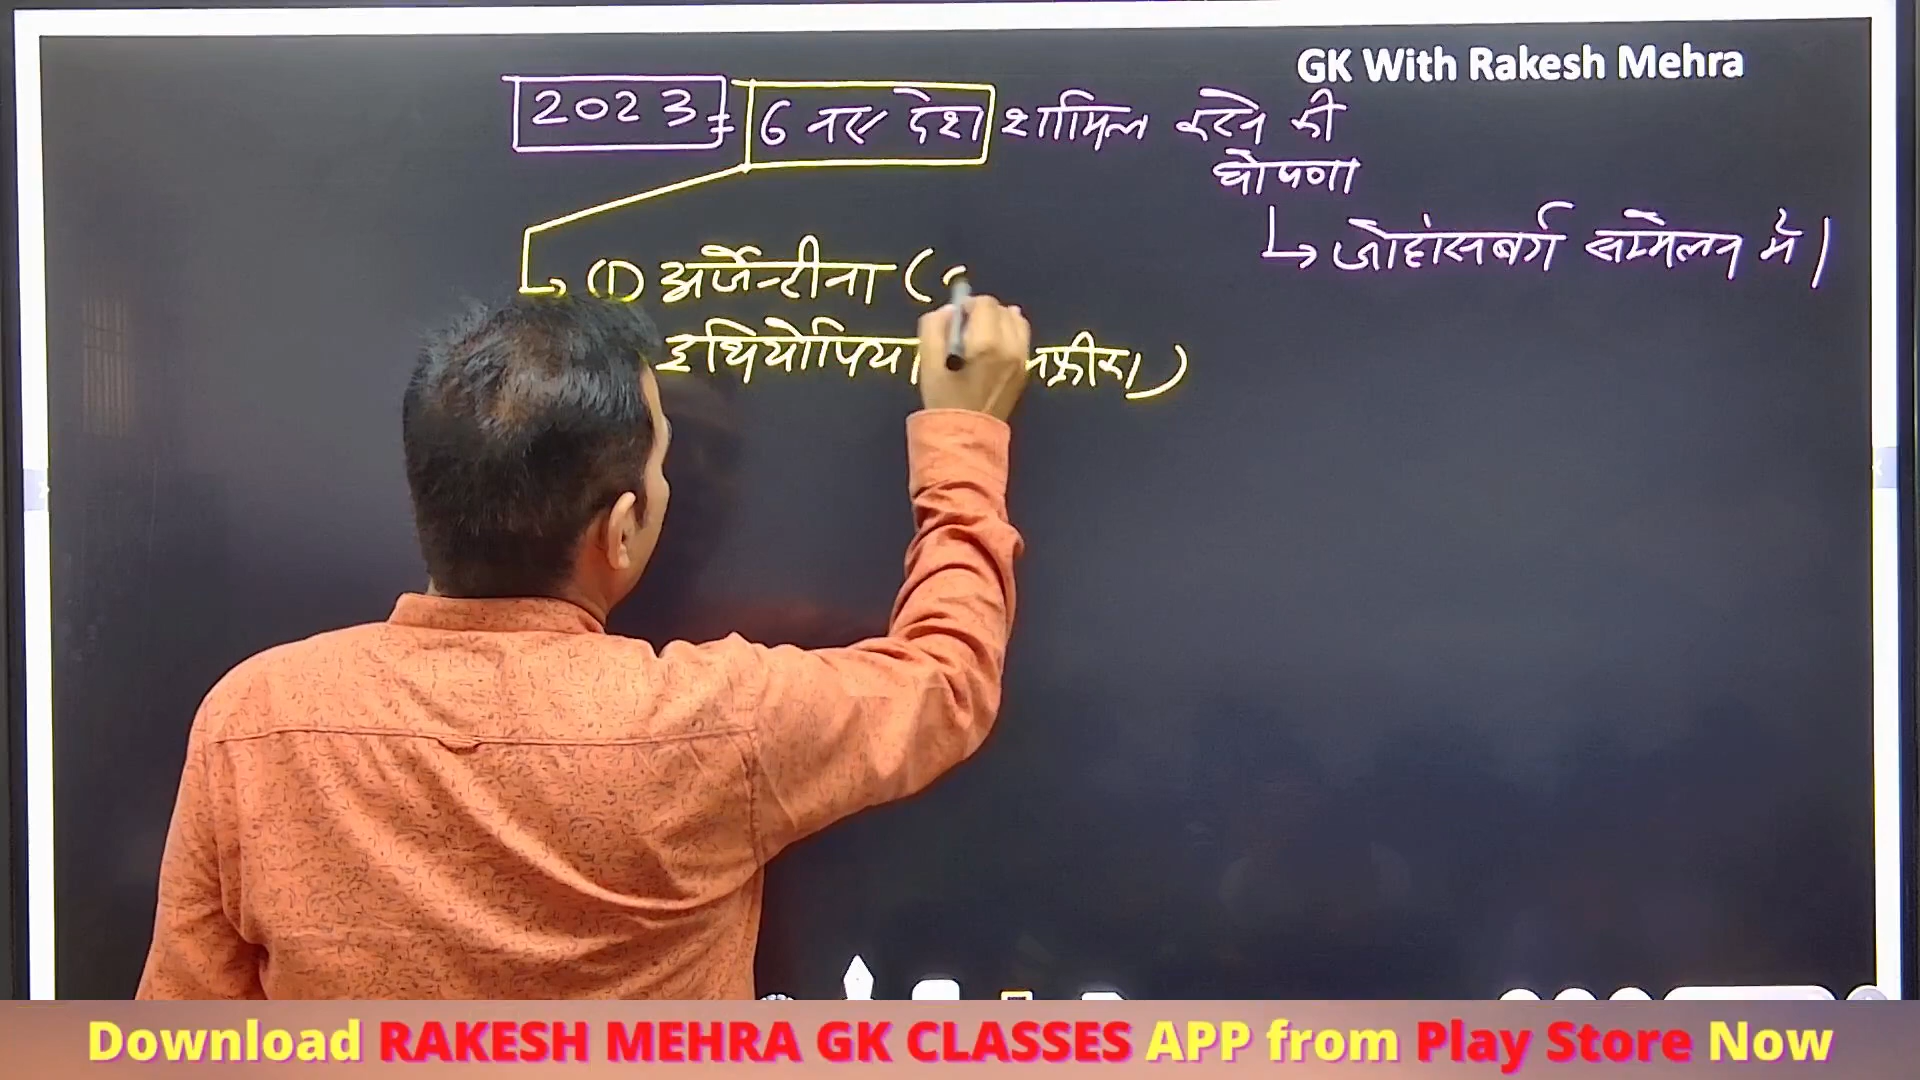 GK With Rakesh Mehra
2023 = 6 नए देश शामिल करने की
घोषणा
↳ जोहांसबर्ग सम्मेलन में।
↳ (1) अर्जेन्टीना (
इथियोपिया
Download RAKESH MEHRA GK CLASSES APP from Play Store Now